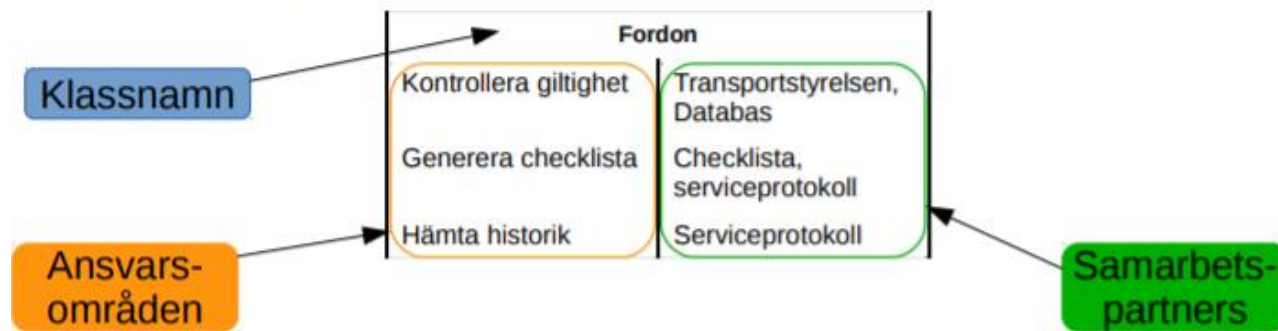 Fordon
Klassnamn
Kontrollera giltighet
Transportstyrelsen,
Databas
Generera checklista
Checklista,
serviceprotokoll
Hämta historik
Serviceprotokoll
Ansvars-
områden
Samarbets-
partners